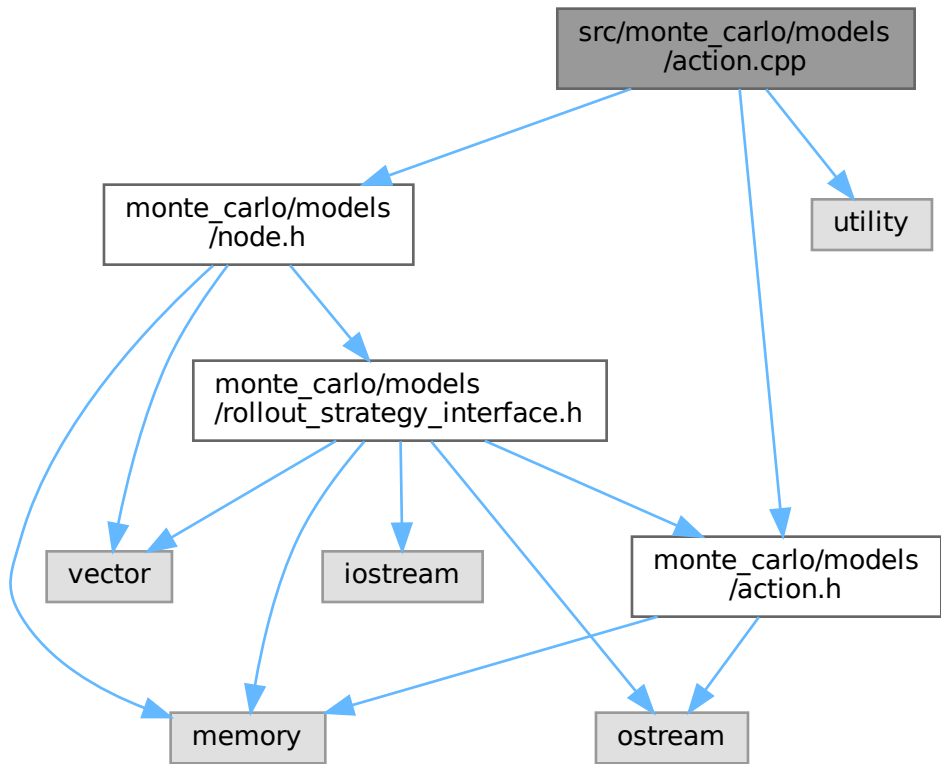 src/monte_carlo/models
/action.cpp
monte_carlo/models
/node.h
utility
monte_carlo/models
/rollout_strategy_interface.h
vector
iostream
monte_carlo/models
/action.h
memory
ostream